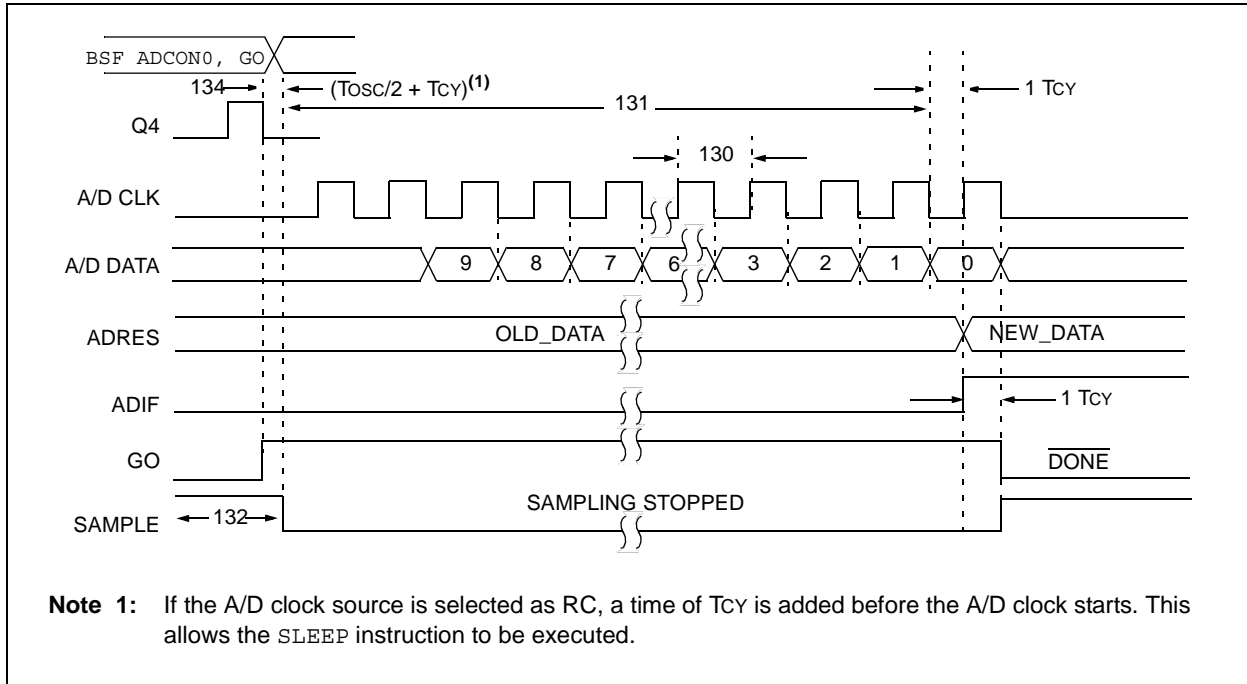 BSF ADCON0, GO
134
(TOSC/2 + TCY)(1)
131
1 TCY
Q4
130
A/D CLK
A/D DATA
9 8 7 6 3 2 1 0
ADRES
OLD_DATA
NEW_DATA
ADIF
1 TCY
GO
DONE
SAMPLING STOPPED
SAMPLE
132
Note 1: If the A/D clock source is selected as RC, a time of TCY is added before the A/D clock starts. This
allows the SLEEP instruction to be executed.